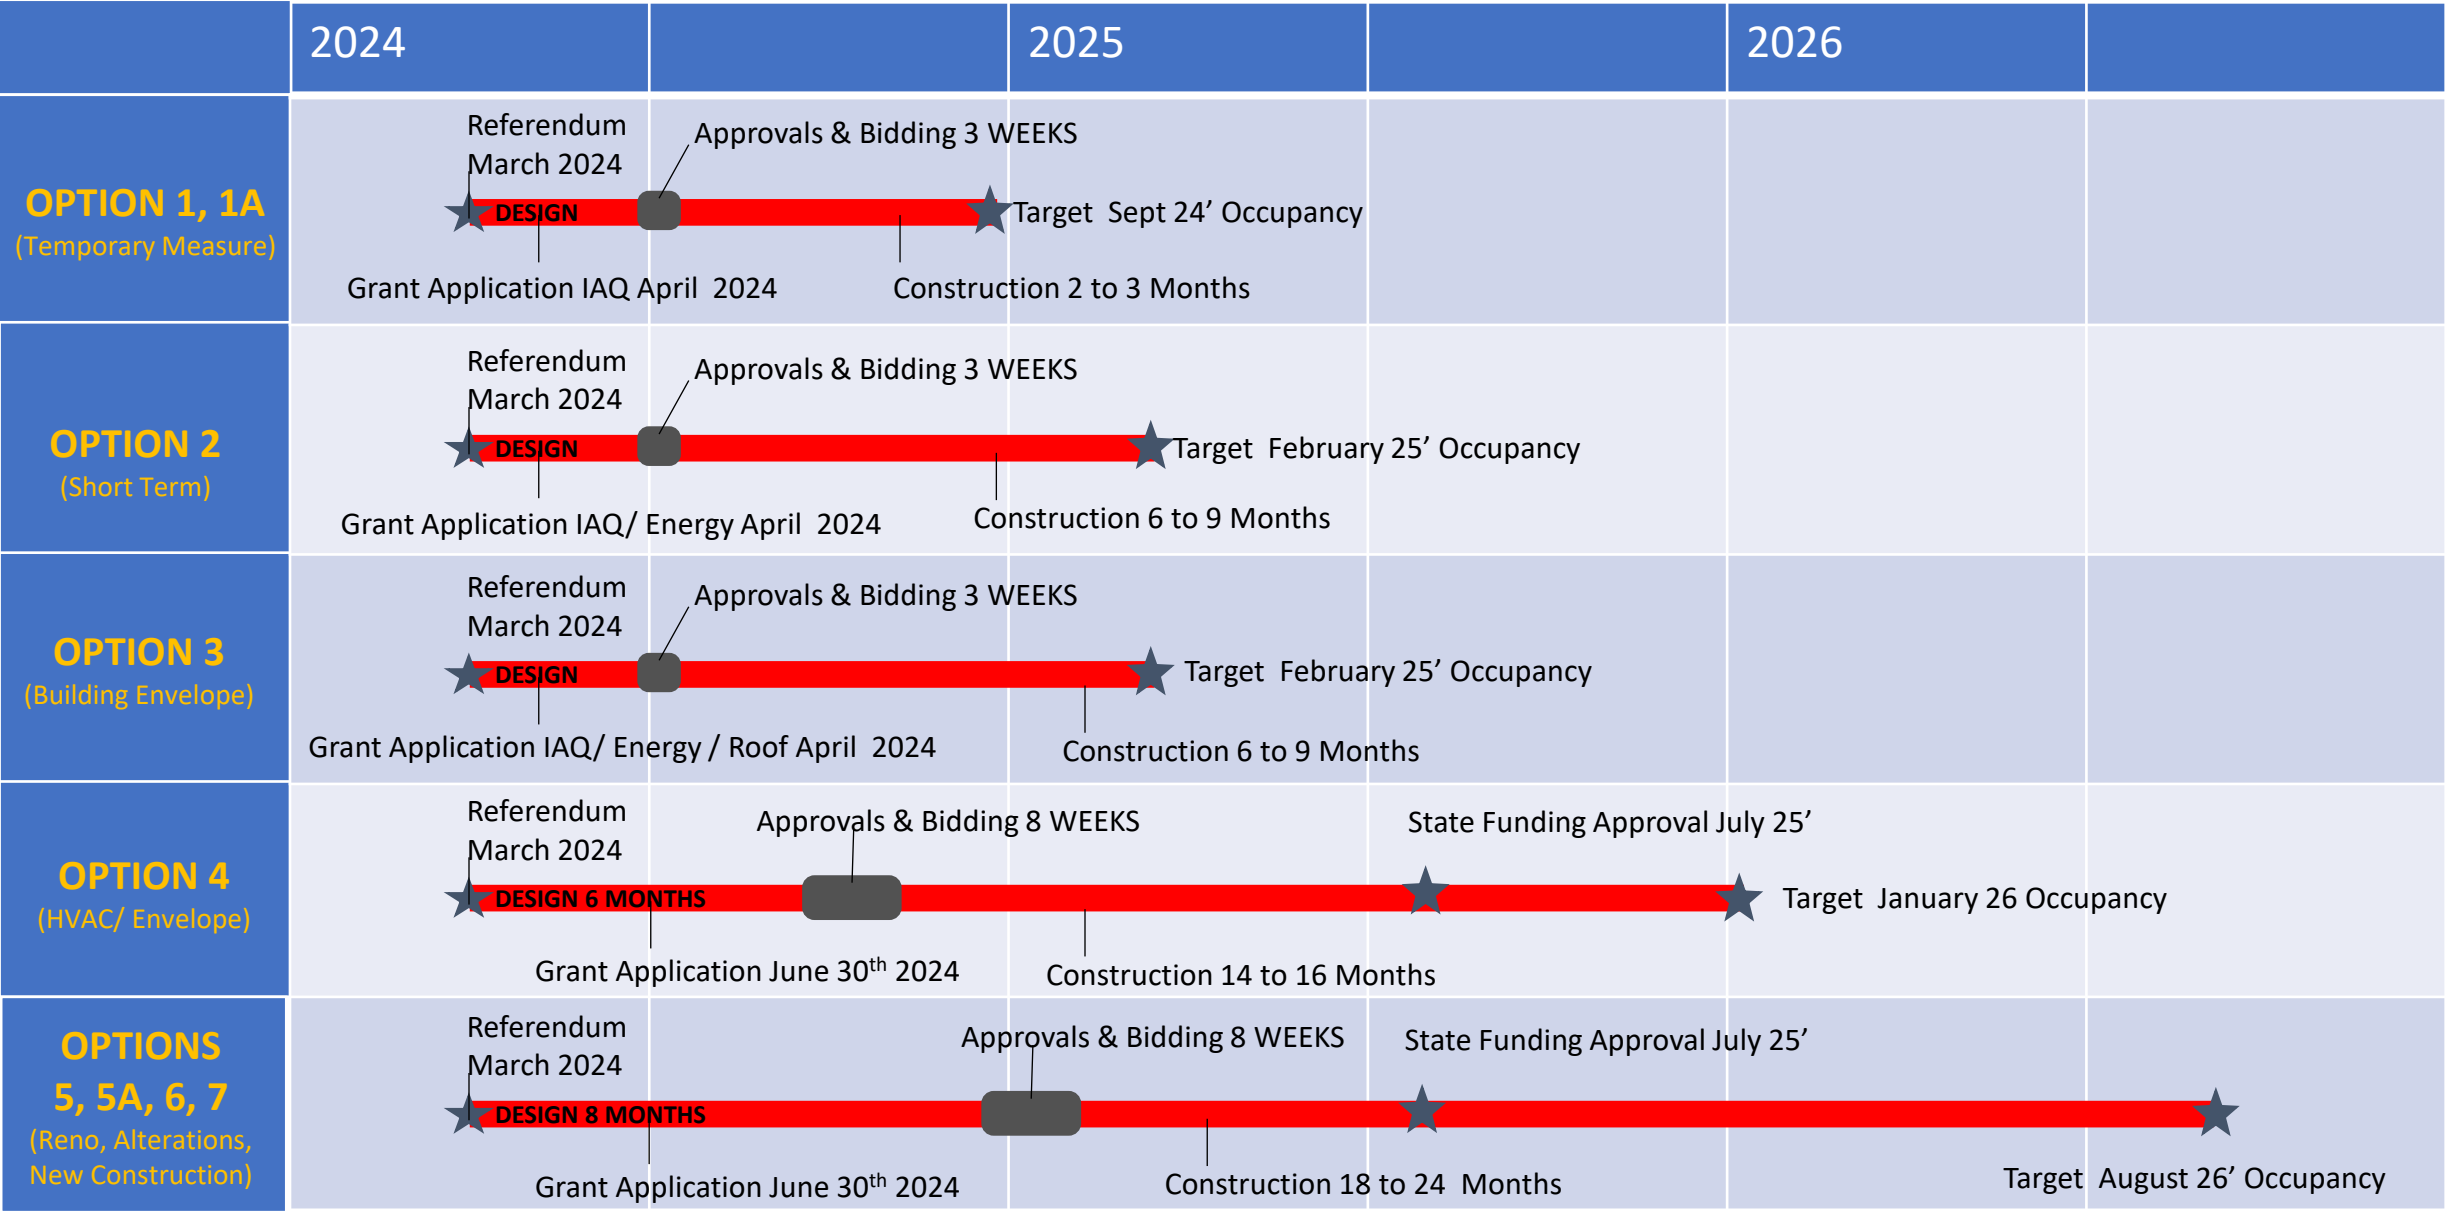 2024
2025
2026
OPTION 1, 1A
(Temporary Measure)
Referendum
March 2024
Approvals & Bidding 3 WEEKS
DESIGN
Target  Sept 24’ Occupancy
Grant Application IAQ April  2024
Construction 2 to 3 Months
OPTION 2
(Short Term)
Referendum
March 2024
Approvals & Bidding 3 WEEKS
DESIGN
Target  February 25’ Occupancy
Grant Application IAQ/ Energy April  2024
Construction 6 to 9 Months
OPTION 3
(Building Envelope)
Referendum
March 2024
Approvals & Bidding 3 WEEKS
DESIGN
Target  February 25’ Occupancy
Grant Application IAQ/ Energy / Roof April  2024
Construction 6 to 9 Months
OPTION 4
(HVAC/ Envelope)
Referendum
March 2024
Approvals & Bidding 8 WEEKS
State Funding Approval July 25’
DESIGN 6 MONTHS
Target  January 26 Occupancy
Grant Application June 30th 2024
Construction 14 to 16 Months
OPTIONS
5, 5A, 6, 7
(Reno, Alterations,
New Construction)
Referendum
March 2024
Approvals & Bidding 8 WEEKS
State Funding Approval July 25’
DESIGN 8 MONTHS
Grant Application June 30th 2024
Construction 18 to 24  Months
Target  August 26’ Occupancy